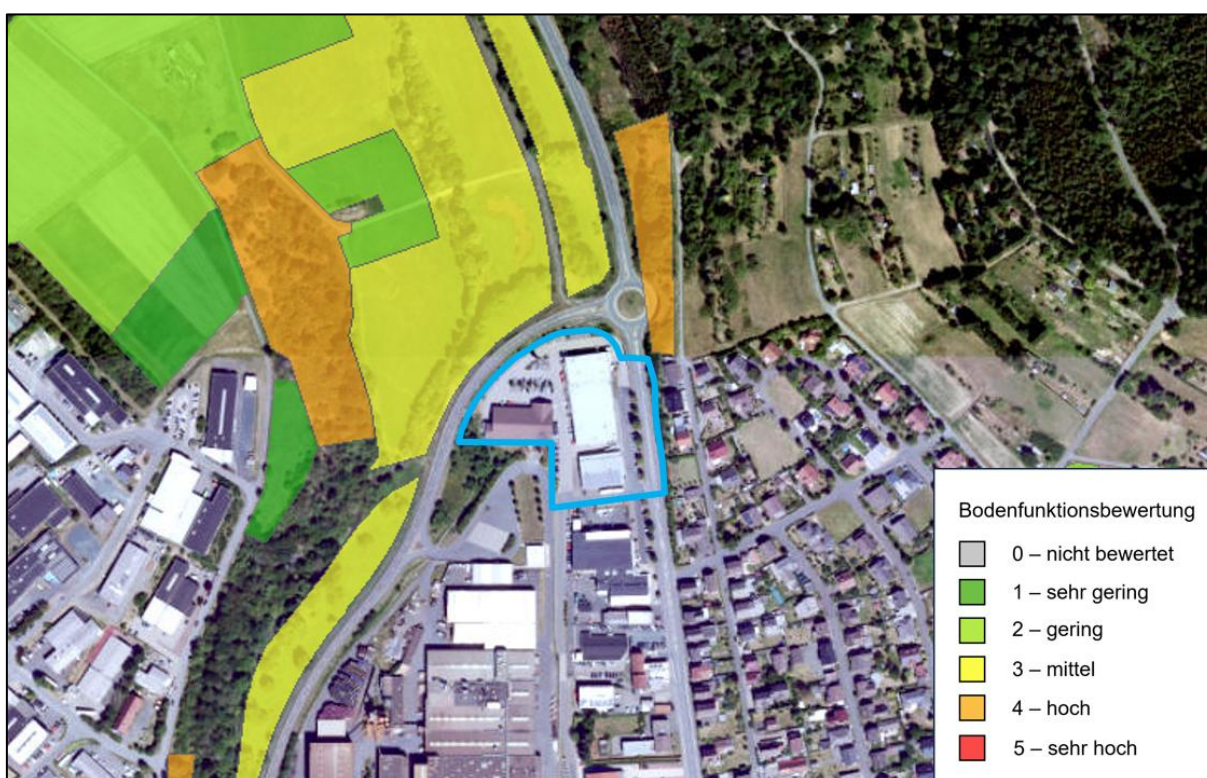 Bodenfunktionsbewertung
0 – nicht bewertet
1 – sehr gering
2 – gering
3 – mittel
4 – hoch
5 – sehr hoch